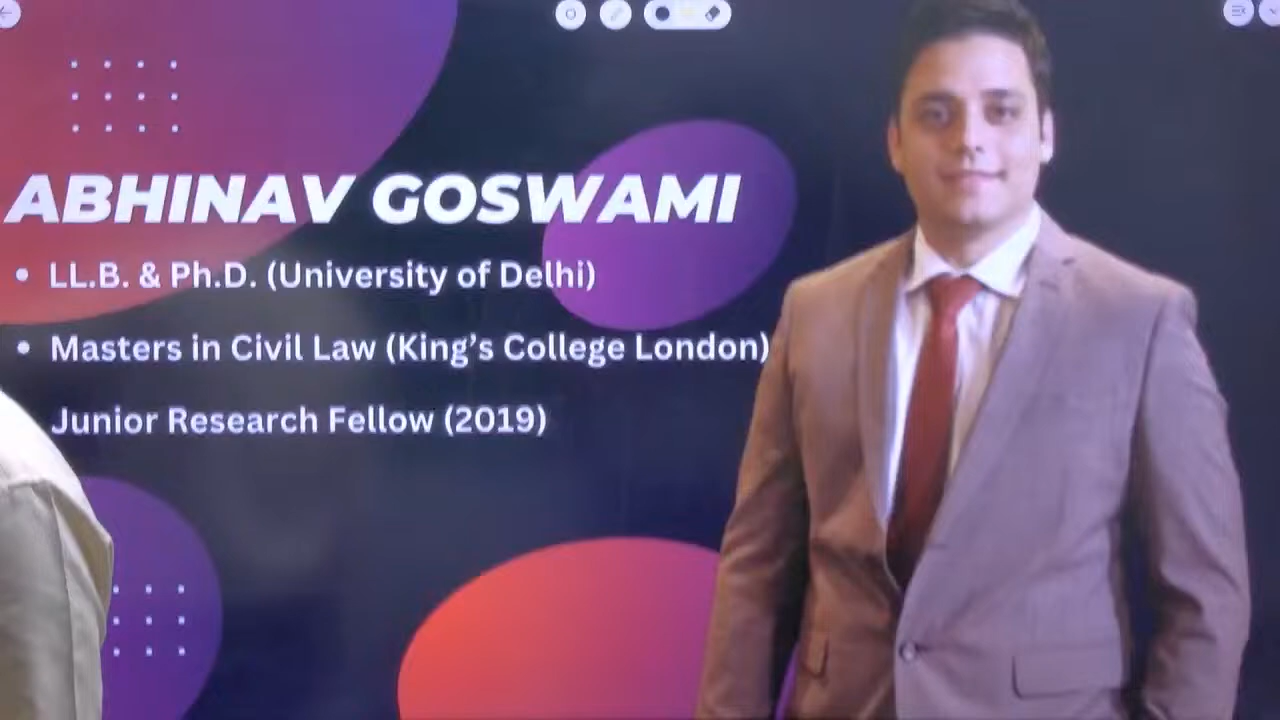 ABHINAV GOSWAMI
• LL.B. & Ph.D. (University of Delhi)
• Masters in Civil Law (King's College London)
Junior Research Fellow (2019)